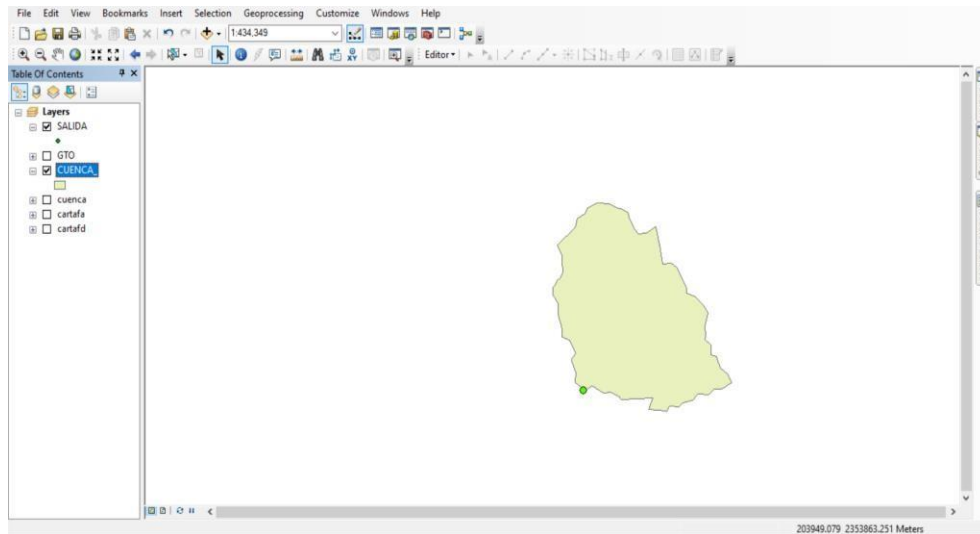 File Edit View Bookmarks Insert Selection Geoprocessing Customize Windows Help
1:434,349
Editor
Table Of Contents
Layers
SALIDA
GTO
CUENCA_
cuenca
cartafa
cartafd
203949.079 2353863.251 Meters